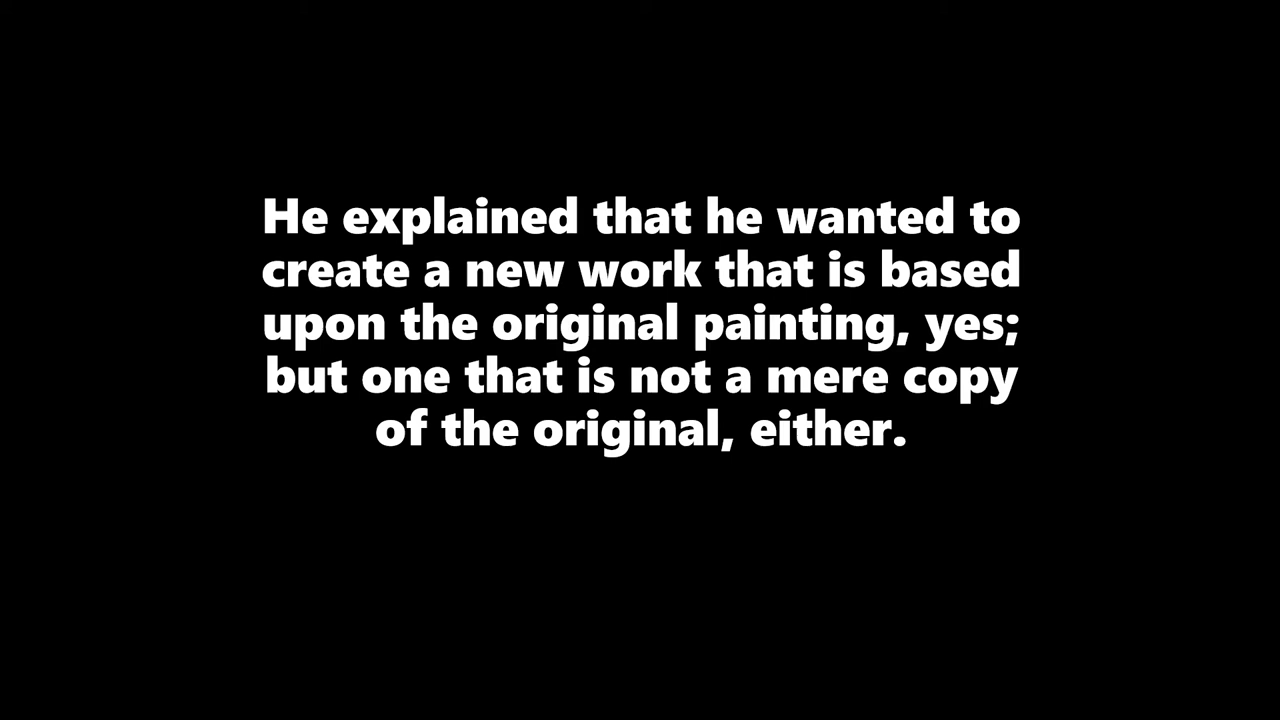 He explained that he wanted to
create a new work that is based
upon the original painting, yes;
but one that is not a mere copy
of the original, either.